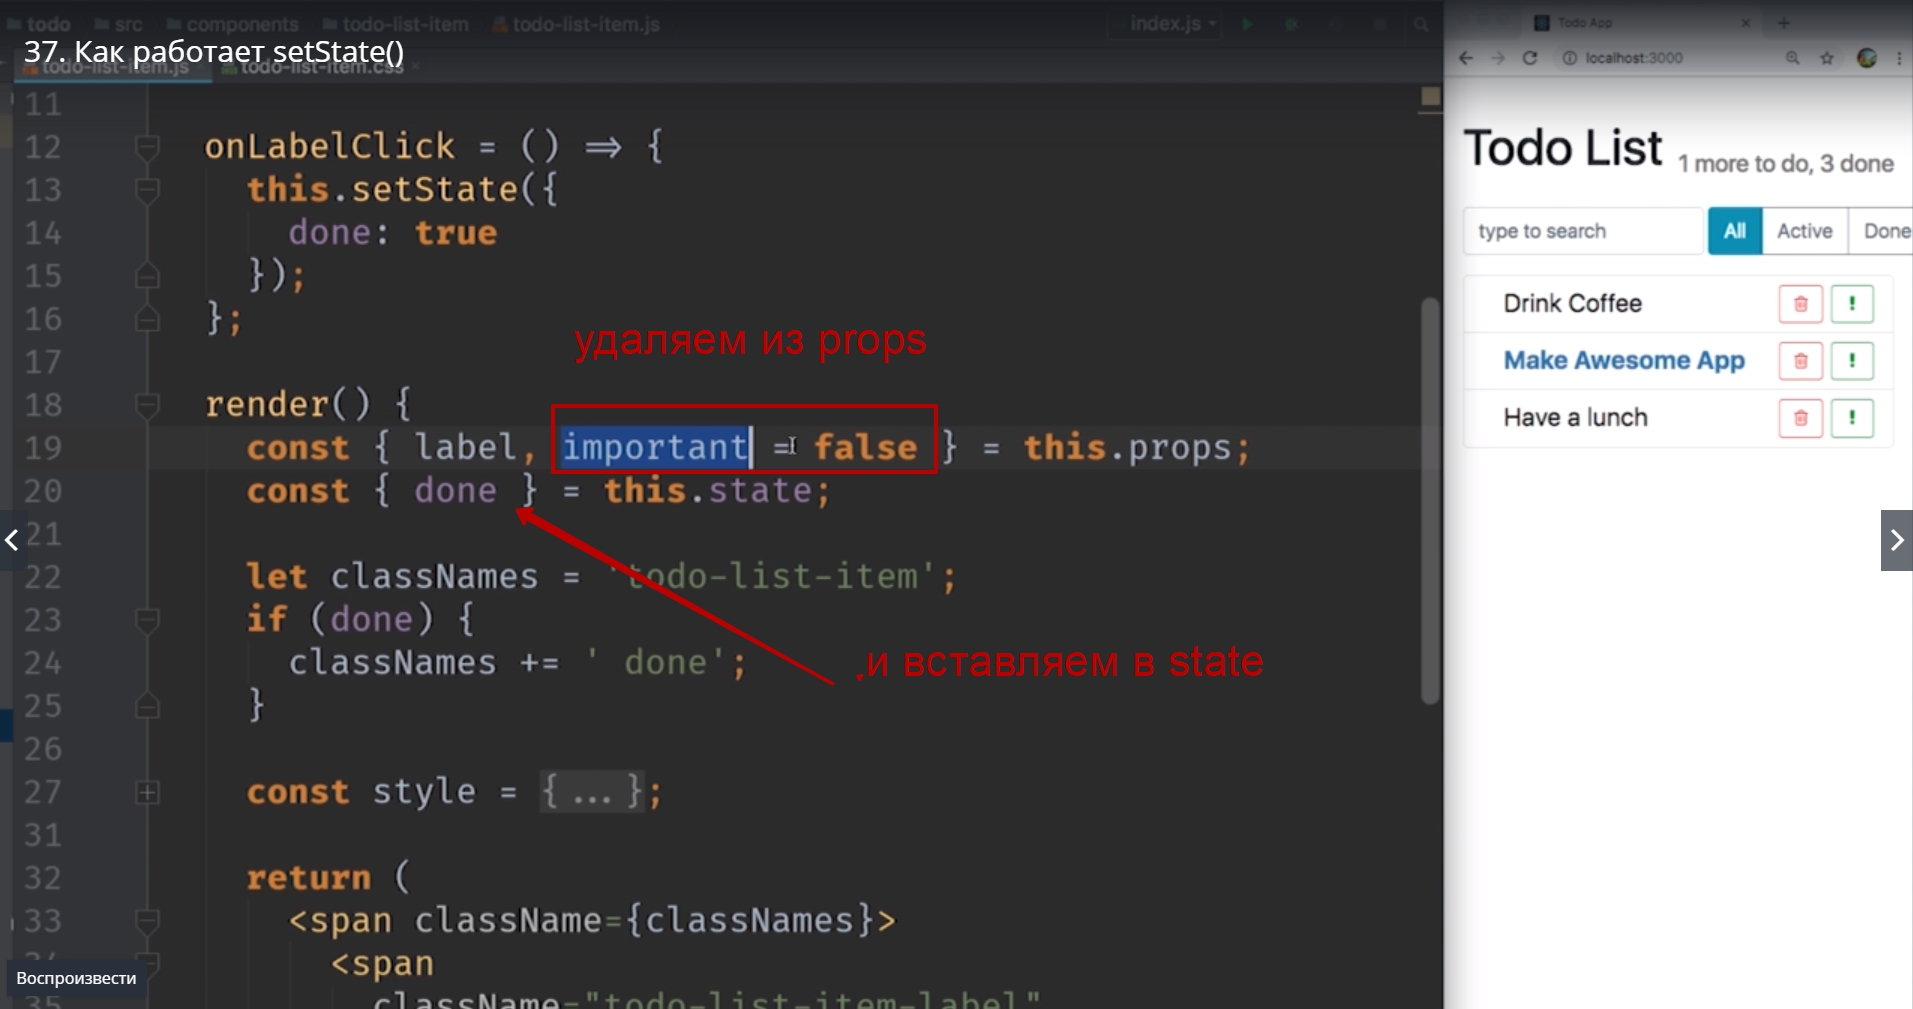 todo src components todo-list-item todo-list-item.js index.js
37. Как работает setState()
todo-list-item.js todo-list-item.css
11
12 onLabelClick = () ⇒ {
13 this.setState({
14 done: true
15 });
16 };
удаляем из props
17
18 render() {
19 const { label, important = false } = this.props;
20 const { done } = this.state;
21
22 let classNames = 'todo-list-item';
23 if (done) {
24 classNames += ' done';
.и вставляем в state
25 }
26
27 const style = { ... };
31
32 return (
33 <span className={classNames}>
34 <span
Воспроизвести
35 className="todo-list-item-label"
Todo App
localhost:3000
Todo List 1 more to do, 3 done
type to search All Active Done
Drink Coffee
Make Awesome App
Have a lunch